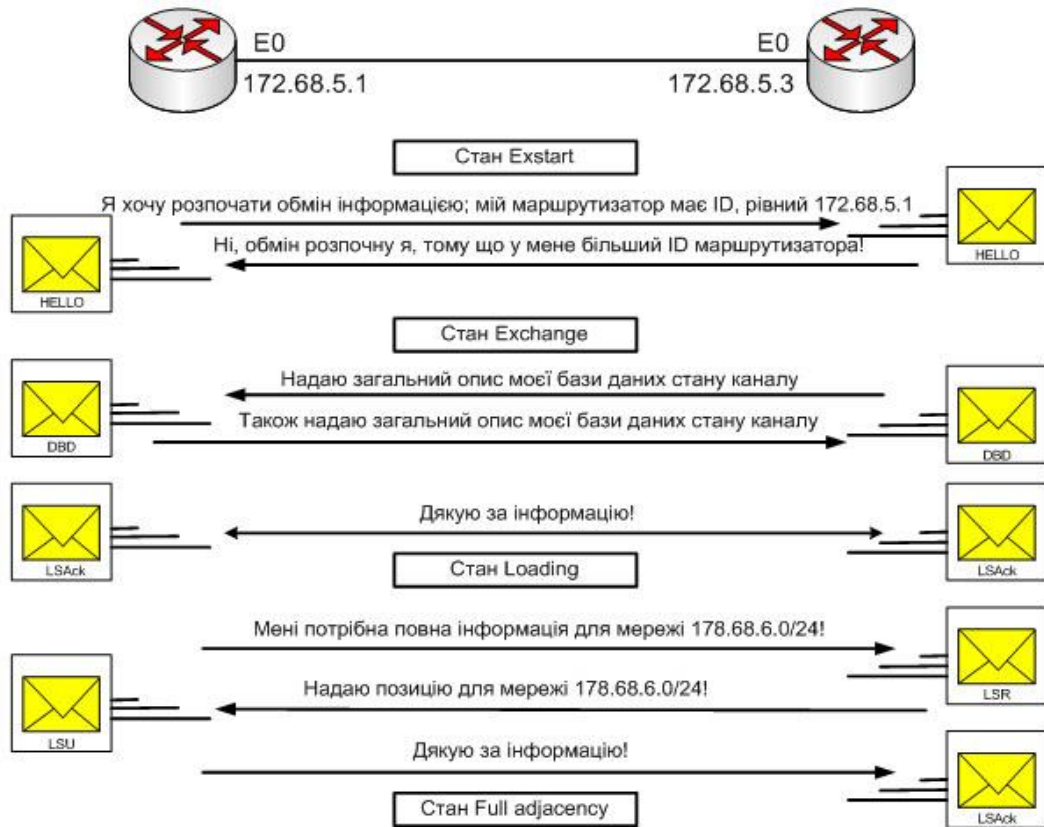 E0
E0
172.68.5.1
172.68.5.3
Стан Exstart
Я хочу розпочати обмін інформацією; мій маршрутизатор має ID, рівний 172.68.5.1
HELLO
Ні, обмін розпочну я, тому що у мене більший ID маршрутизатора!
HELLO
Стан Exchange
Надаю загальний опис моєї бази даних стану каналу
Також надаю загальний опис моєї бази даних стану каналу
DBD
DBD
Дякую за інформацію!
LSAck
LSAck
Стан Loading
Мені потрібна повна інформація для мережі 178.68.6.0/24!
LSR
Надаю позицію для мережі 178.68.6.0/24!
LSU
Дякую за інформацію!
LSAck
Стан Full adjacency